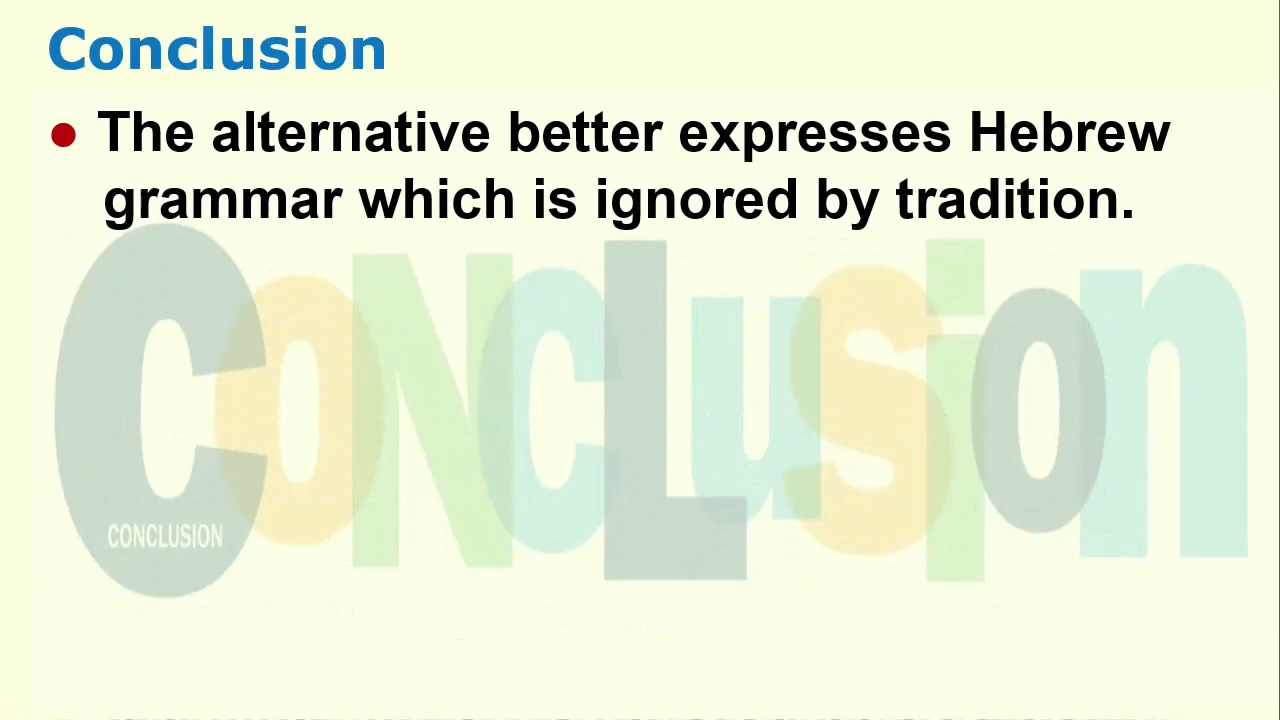 Conclusion
● The alternative better expresses Hebrew
grammar which is ignored by tradition.
CoNcLusion
CONCLUSION